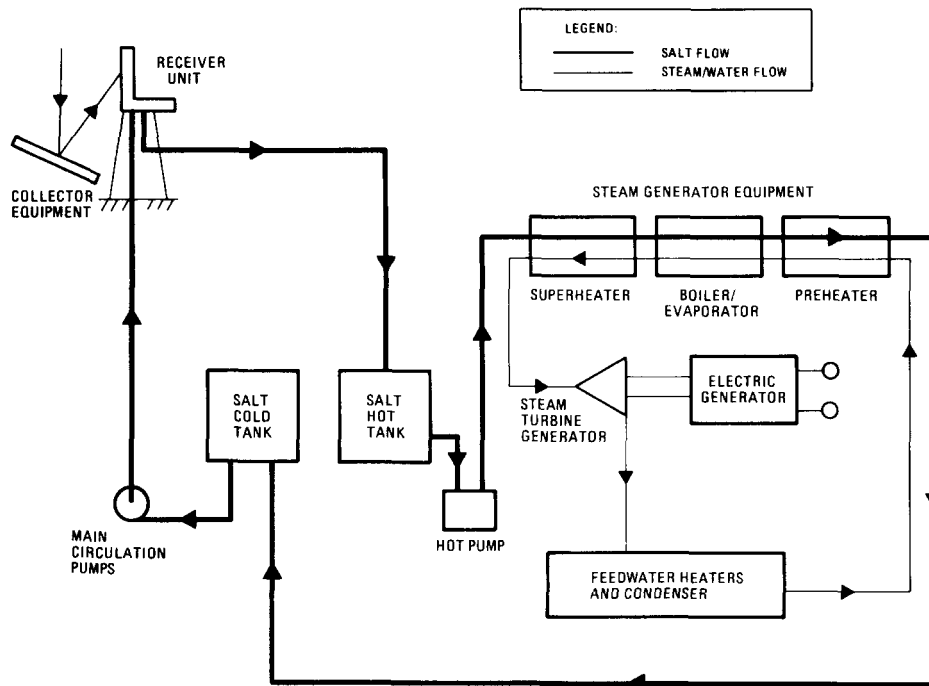 LEGEND:
SALT FLOW
STEAM/WATER FLOW
RECEIVER
UNIT
COLLECTOR
EQUIPMENT
STEAM GENERATOR EQUIPMENT
SUPERHEATER
BOILER/
EVAPORATOR
PREHEATER
SALT
COLD
TANK
SALT
HOT
TANK
STEAM
TURBINE
GENERATOR
ELECTRIC
GENERATOR
MAIN
CIRCULATION
PUMPS
HOT PUMP
FEEDWATER HEATERS
AND CONDENSER